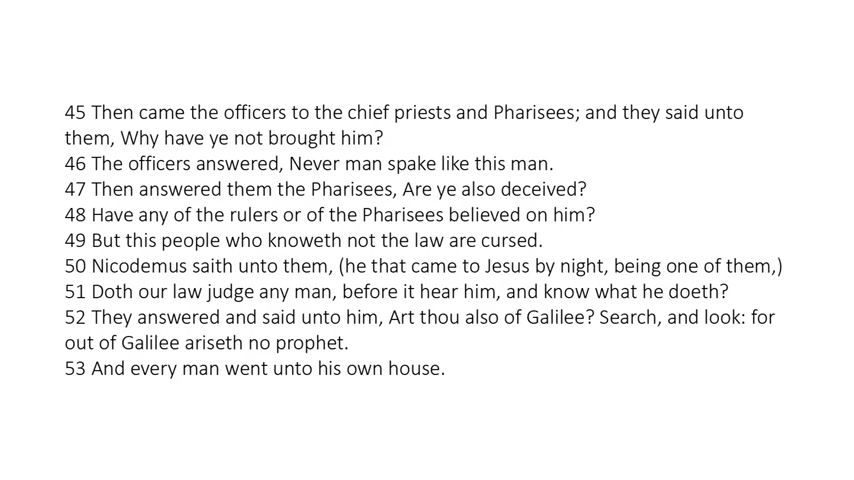 45 Then came the officers to the chief priests and Pharisees; and they said unto
them, Why have ye not brought him?
46 The officers answered, Never man spake like this man.
47 Then answered them the Pharisees, Are ye also deceived?
48 Have any of the rulers or of the Pharisees believed on him?
49 But this people who knoweth not the law are cursed.
50 Nicodemus saith unto them, (he that came to Jesus by night, being one of them,)
51 Doth our law judge any man, before it hear him, and know what he doeth?
52 They answered and said unto him, Art thou also of Galilee? Search, and look: for
out of Galilee ariseth no prophet.
53 And every man went unto his own house.